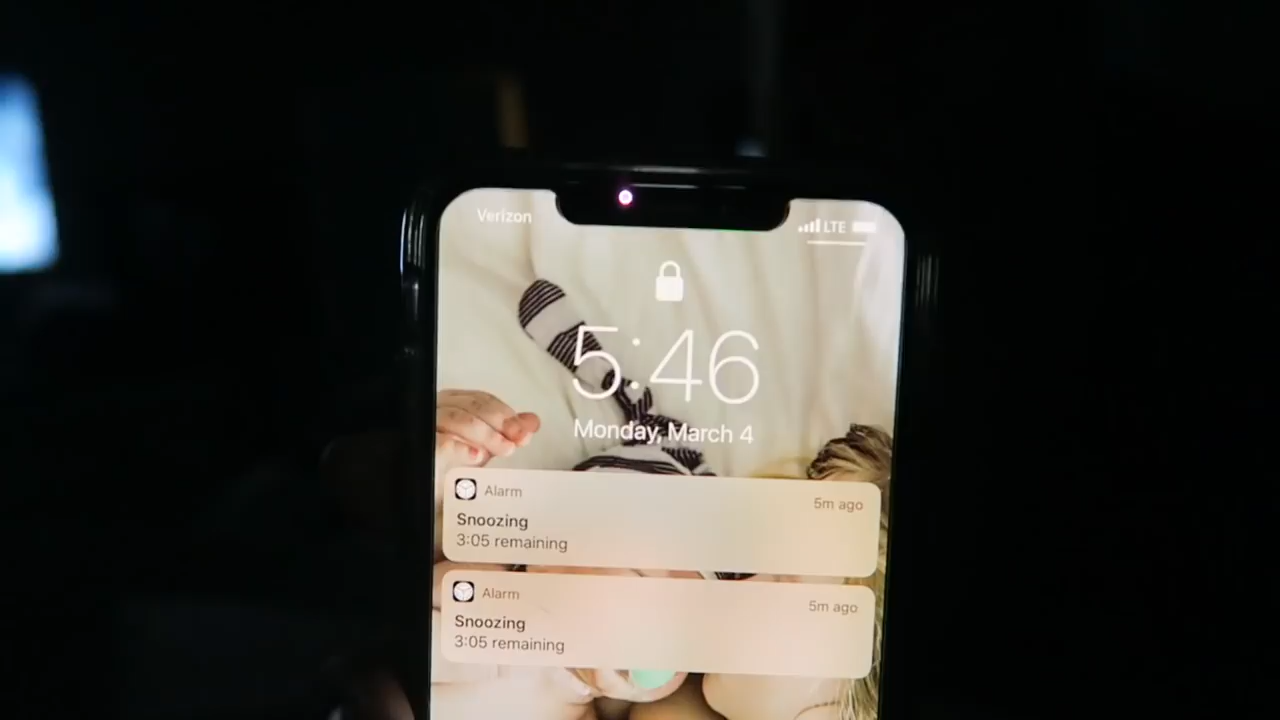 Verizon
LTE
5:46
Monday, March 4
Alarm
5m ago
Snoozing
3:05 remaining
Alarm
5m ago
Snoozing
3:05 remaining